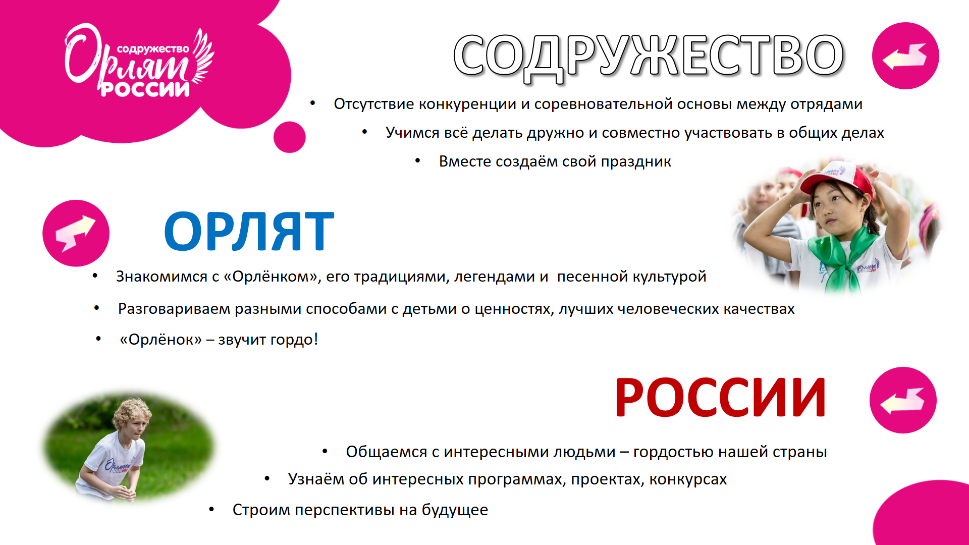 содружество
Орлят
РОССИИ
СОДРУЖЕСТВО
• Отсутствие конкуренции и соревновательной основы между отрядами
• Учимся всё делать дружно и совместно участвовать в общих делах
• Вместе создаём свой праздник
ОРЛЯТ
• Знакомимся с «Орлёнком», его традициями, легендами и песенной культурой
• Разговариваем разными способами с детьми о ценностях, лучших человеческих качествах
• «Орлёнок» – звучит гордо!
РОССИИ
• Общаемся с интересными людьми – гордостью нашей страны
• Узнаём об интересных программах, проектах, конкурсах
• Строим перспективы на будущее